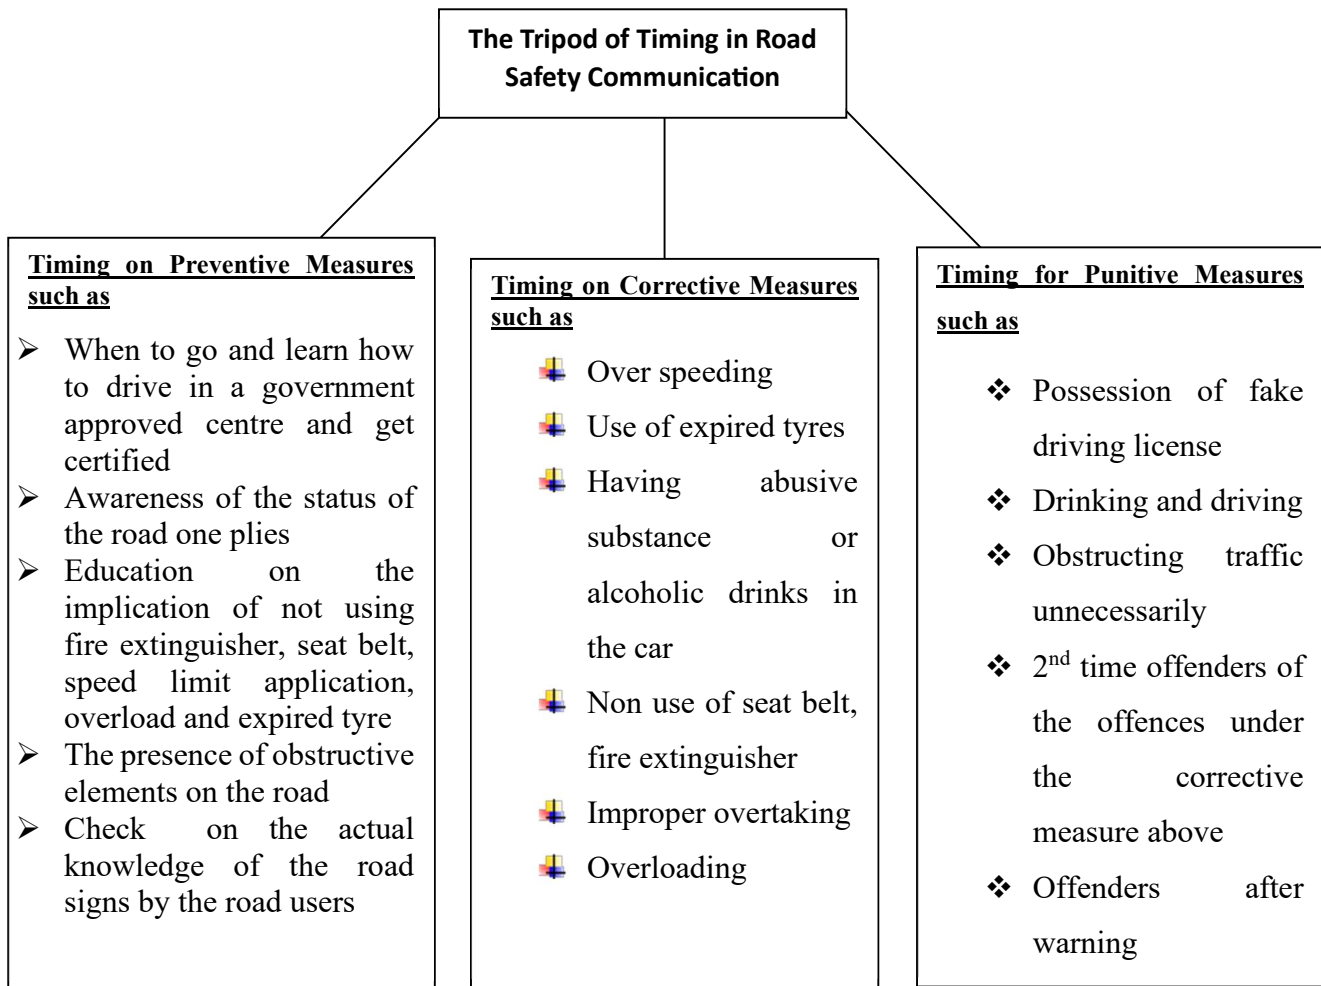 The Tripod of Timing in Road
Safety Communication
Timing on Preventive Measures
such as
➢ When to go and learn how
to drive in a government
approved centre and get
certified
➢ Awareness of the status of
the road one plies
➢ Education on the
implication of not using
fire extinguisher, seat belt,
speed limit application,
overload and expired tyre
➢ The presence of obstructive
elements on the road
➢ Check on the actual
knowledge of the road
signs by the road users
Timing on Corrective Measures
such as
Over speeding
Use of expired tyres
Having abusive
substance or
alcoholic drinks in
the car
Non use of seat belt,
fire extinguisher
Improper overtaking
Overloading
Timing for Punitive Measures
such as
❖ Possession of fake
driving license
❖ Drinking and driving
❖ Obstructing traffic
unnecessarily
❖ 2nd time offenders of
the offences under
the corrective
measure above
❖ Offenders after
warning